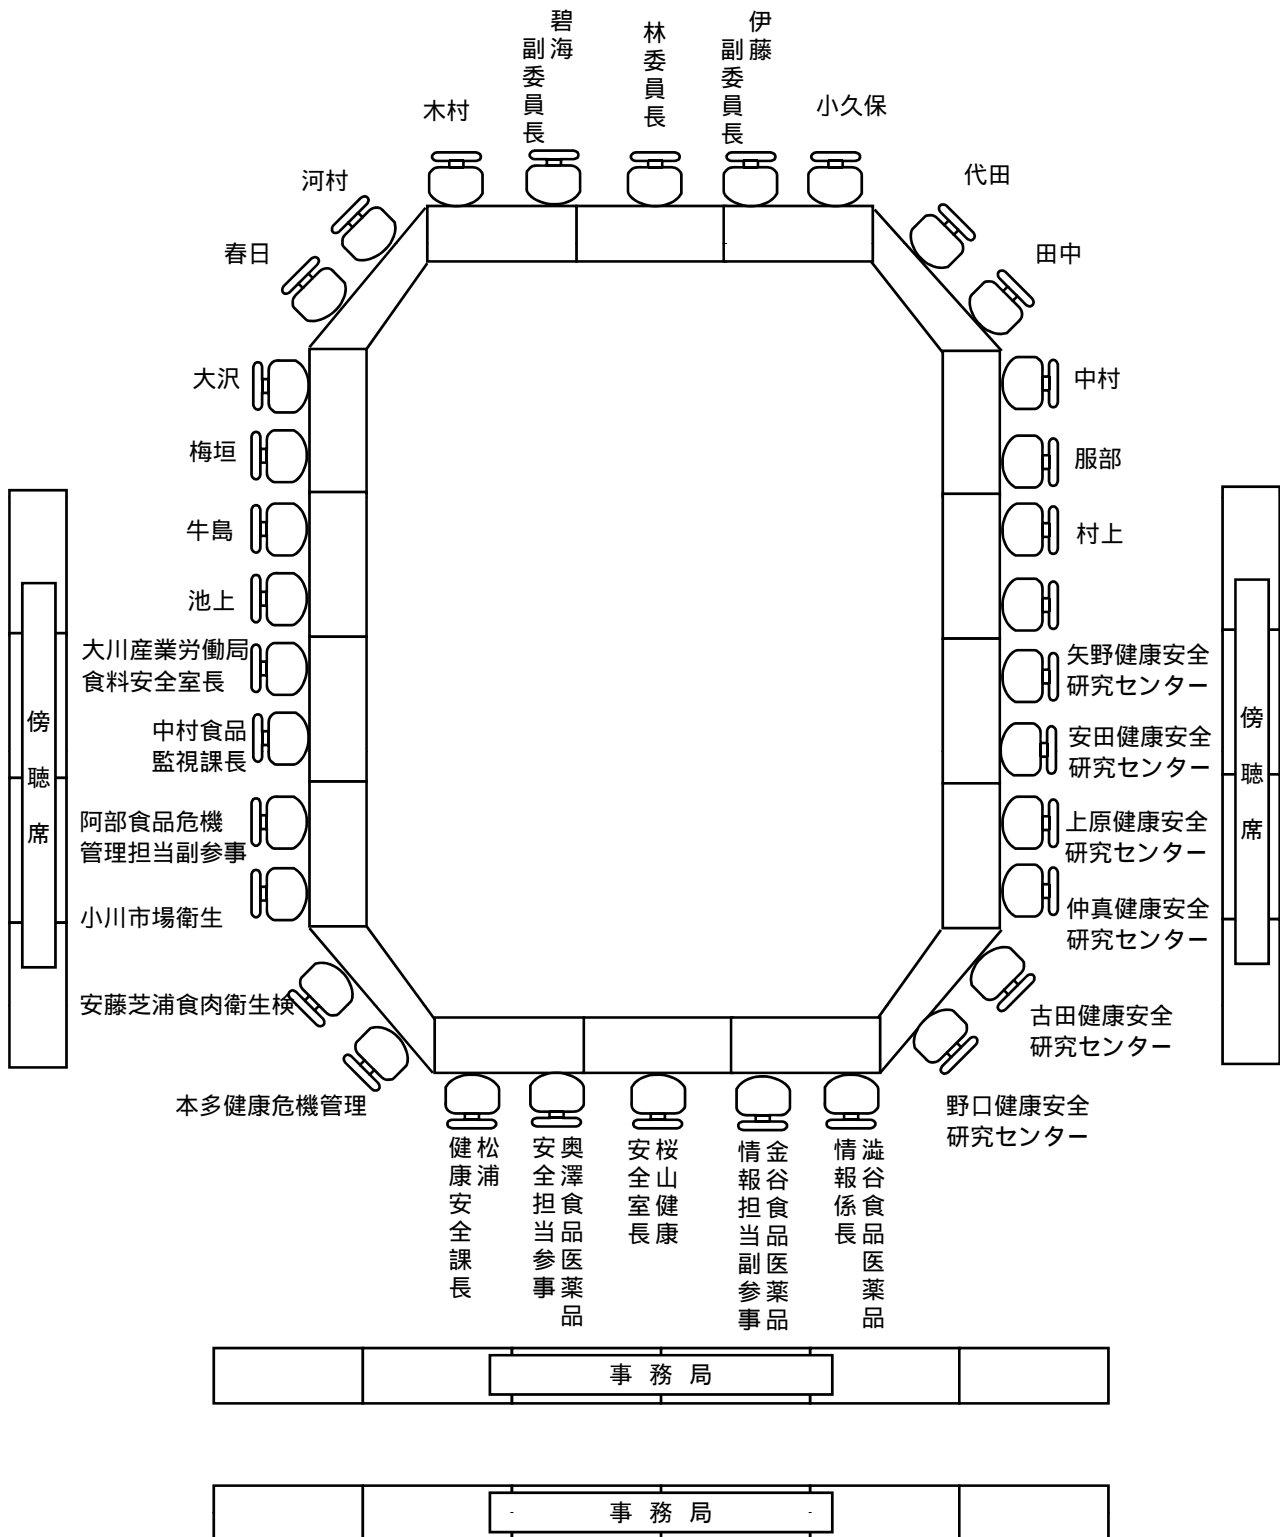 碧海
副委員長
林委員長
伊藤
副委員長
木村
小久保
河村
代田
春日
田中
大沢
中村
梅垣
服部
牛島
村上
池上
大川産業労働局
食料安全室長
矢野健康安全
研究センター
中村食品
監視課長
安田健康安全
研究センター
傍聴席
傍聴席
阿部食品危機
管理担当副参事
上原健康安全
研究センター
小川市場衛生
仲真健康安全
研究センター
安藤芝浦食肉衛生検
古田健康安全
研究センター
本多健康危機管理
野口健康安全
研究センター
松浦
健康安全課長
奥澤食品医薬品
安全担当参事
桜山健康
安全室長
金谷食品医薬品
情報担当副参事
澁谷食品医薬品
情報係長
事務局
事務局